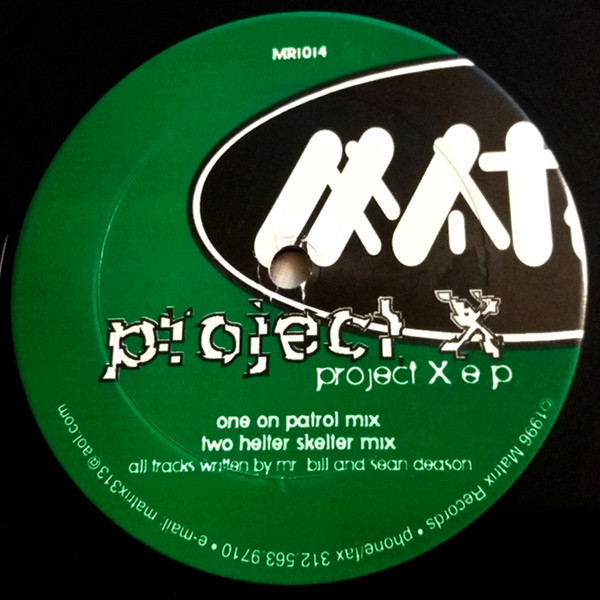 MR1014
MAT
project X
project X e p
one on patrol mix
two helter skelter mix
all tracks written by mr bill and sean deason
©1996 Matrix Records • phone/fax 312.563.9710 • e-mail: matrix313@aol.com